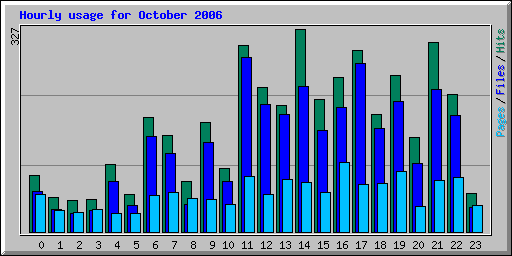 Hourly usage for October 2006
327
Pages/Files/Hits
0 1 2 3 4 5 6 7 8 9 10 11 12 13 14 15 16 17 18 19 20 21 22 23